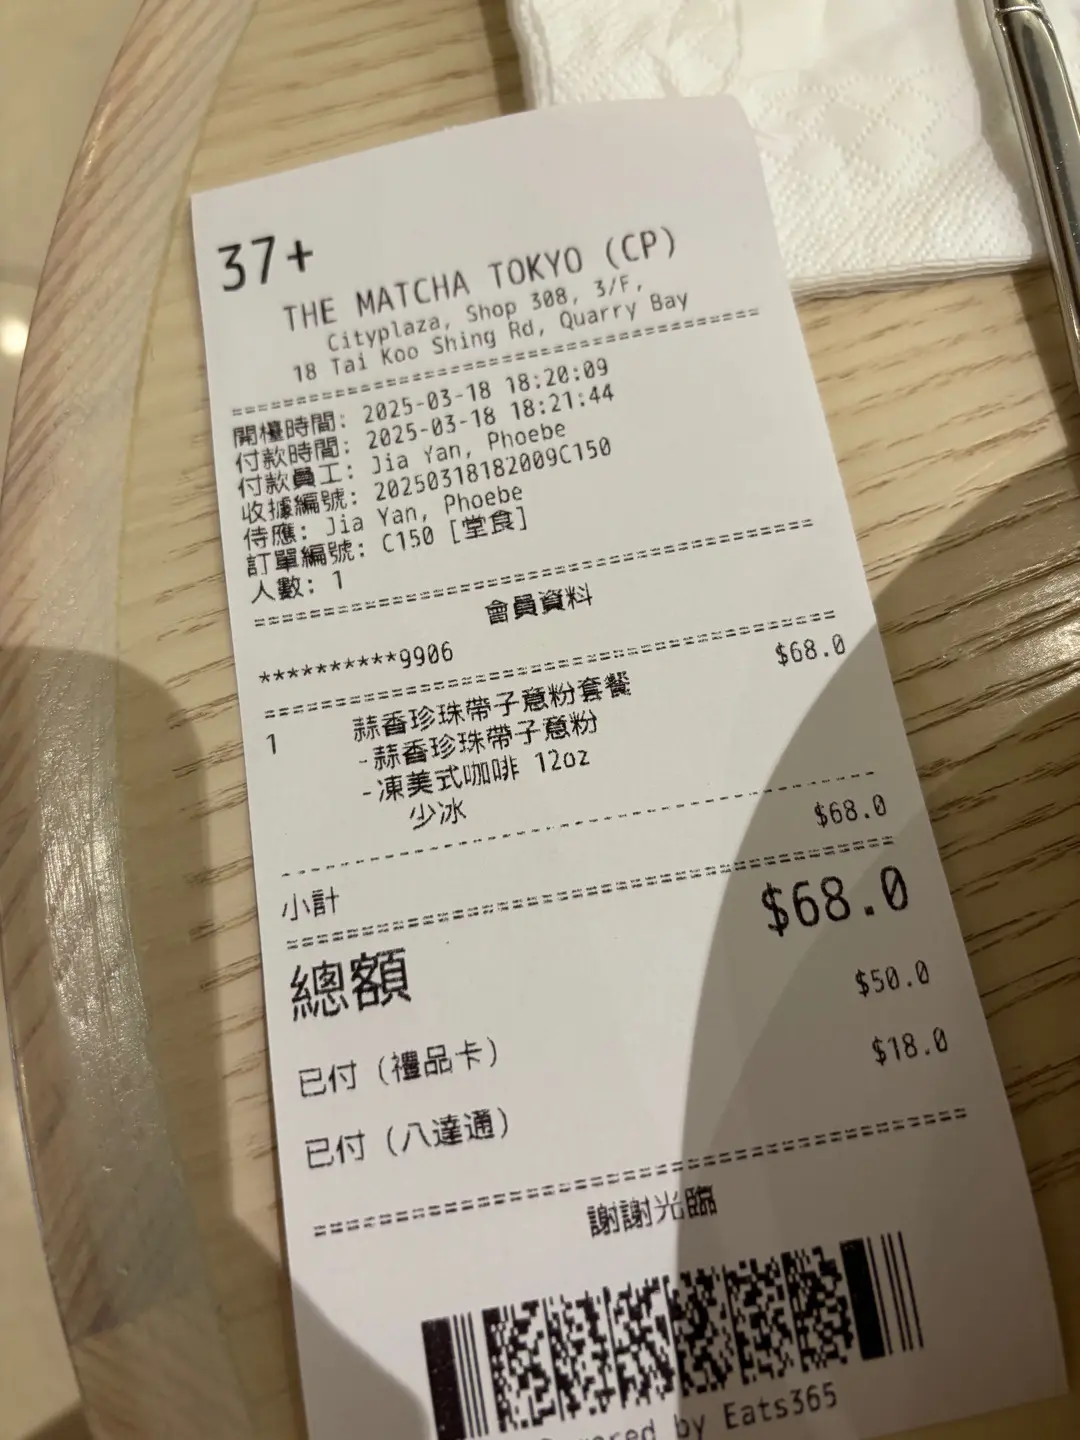 37+
THE MATCHA TOKYO (CP)
Cityplaza, Shop 308, 3/F,
18 Tai Koo Shing Rd, Quarry Bay
開檯時間: 2025-03-18 18:20:09
付款時間: 2025-03-18 18:21:44
付款員工: Jia Yan, Phoebe
收據編號: 20250318182009C150
侍應: Jia Yan, Phoebe
訂單編號: C150 [堂食]
人數: 1
會員資料
**********9906
1 蒜香珍珠帶子意粉套餐 $68.0
-蒜香珍珠帶子意粉
-凍美式咖啡 12oz
少冰
小計 $68.0
總額 $68.0
已付 (禮品卡) $50.0
已付 (八達通) $18.0
謝謝光臨
by Eats365